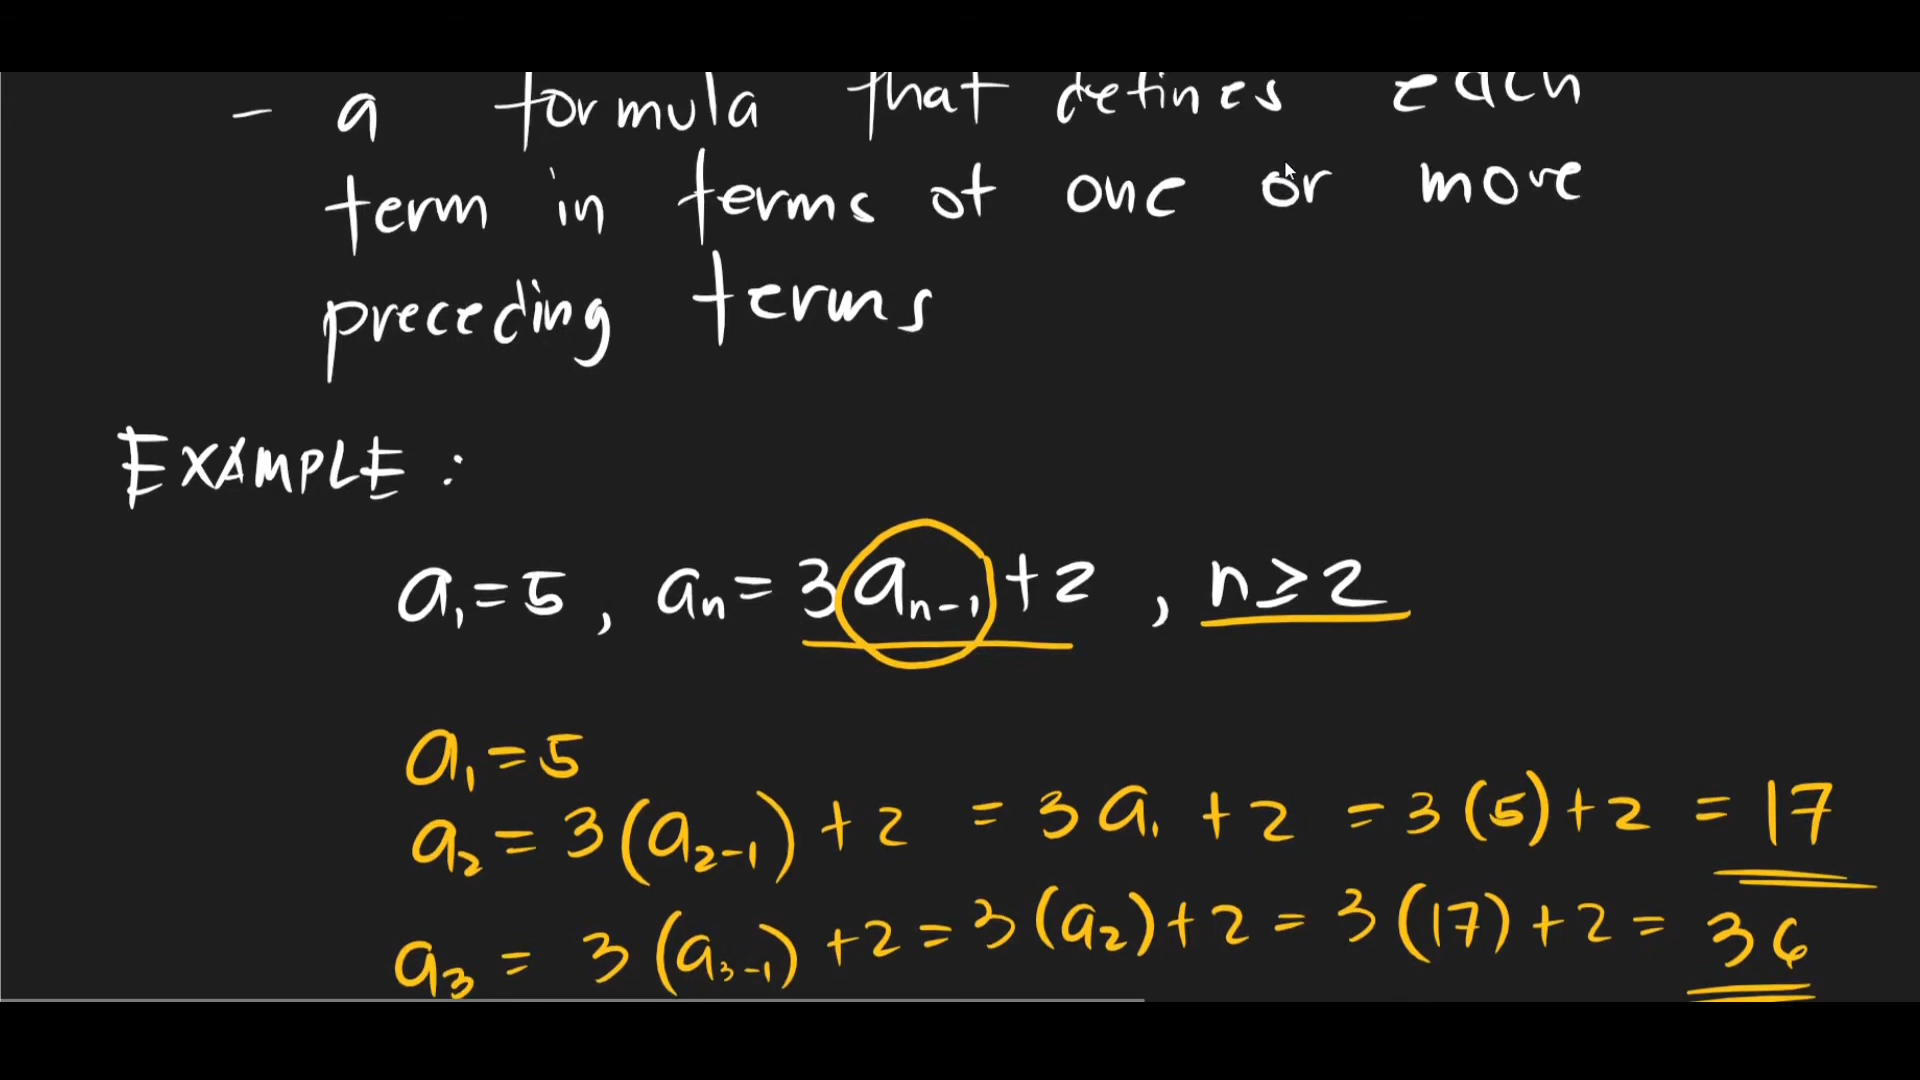 - a formula that defines each
term in terms of one or more
preceding terms
EXAMPLE :
a₁ = 5 , aₙ = 3aₙ₋₁ + 2 , n ≥ 2
a₁ = 5
a₂ = 3(a₂₋₁) + 2 = 3a₁ + 2 = 3(5) + 2 = 17
a₃ = 3(a₃₋₁) + 2 = 3(a₂) + 2 = 3(17) + 2 = 36